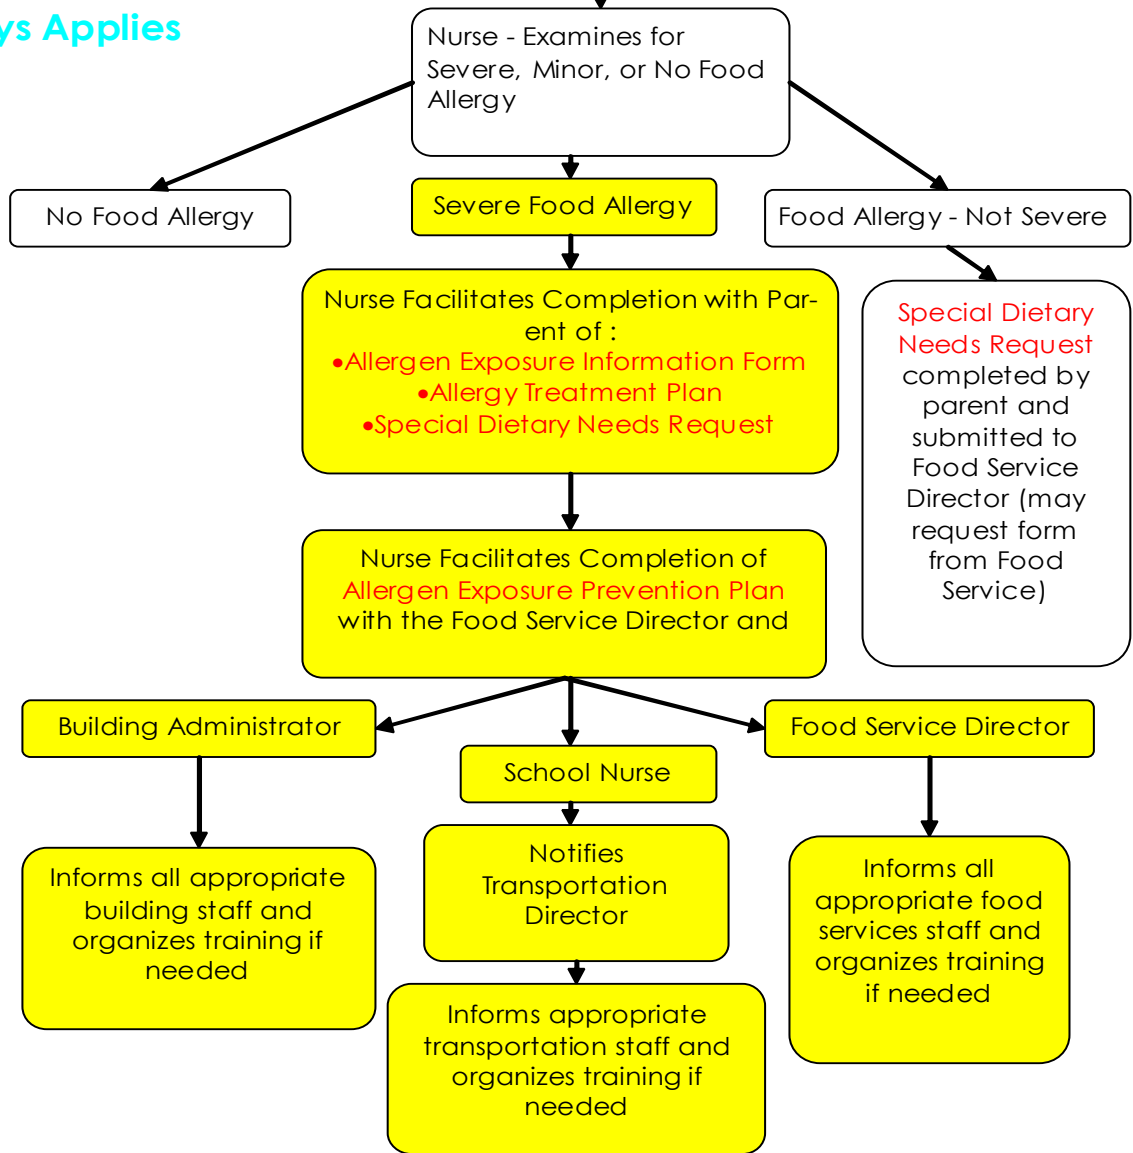 ys Applies
Nurse - Examines for
Severe, Minor, or No Food
Allergy
No Food Allergy
Severe Food Allergy
Food Allergy - Not Severe
Nurse Facilitates Completion with Par-
ent of :
•Allergen Exposure Information Form
•Allergy Treatment Plan
•Special Dietary Needs Request
Special Dietary
Needs Request
completed by
parent and
submitted to
Food Service
Director (may
request form
from Food
Service)
Nurse Facilitates Completion of
Allergen Exposure Prevention Plan
with the Food Service Director and
Building Administrator
School Nurse
Food Service Director
Informs all appropriate
building staff and
organizes training if
needed
Notifies
Transportation
Director
Informs all
appropriate food
services staff and
organizes training
if needed
Informs appropriate
transportation staff and
organizes training if
needed